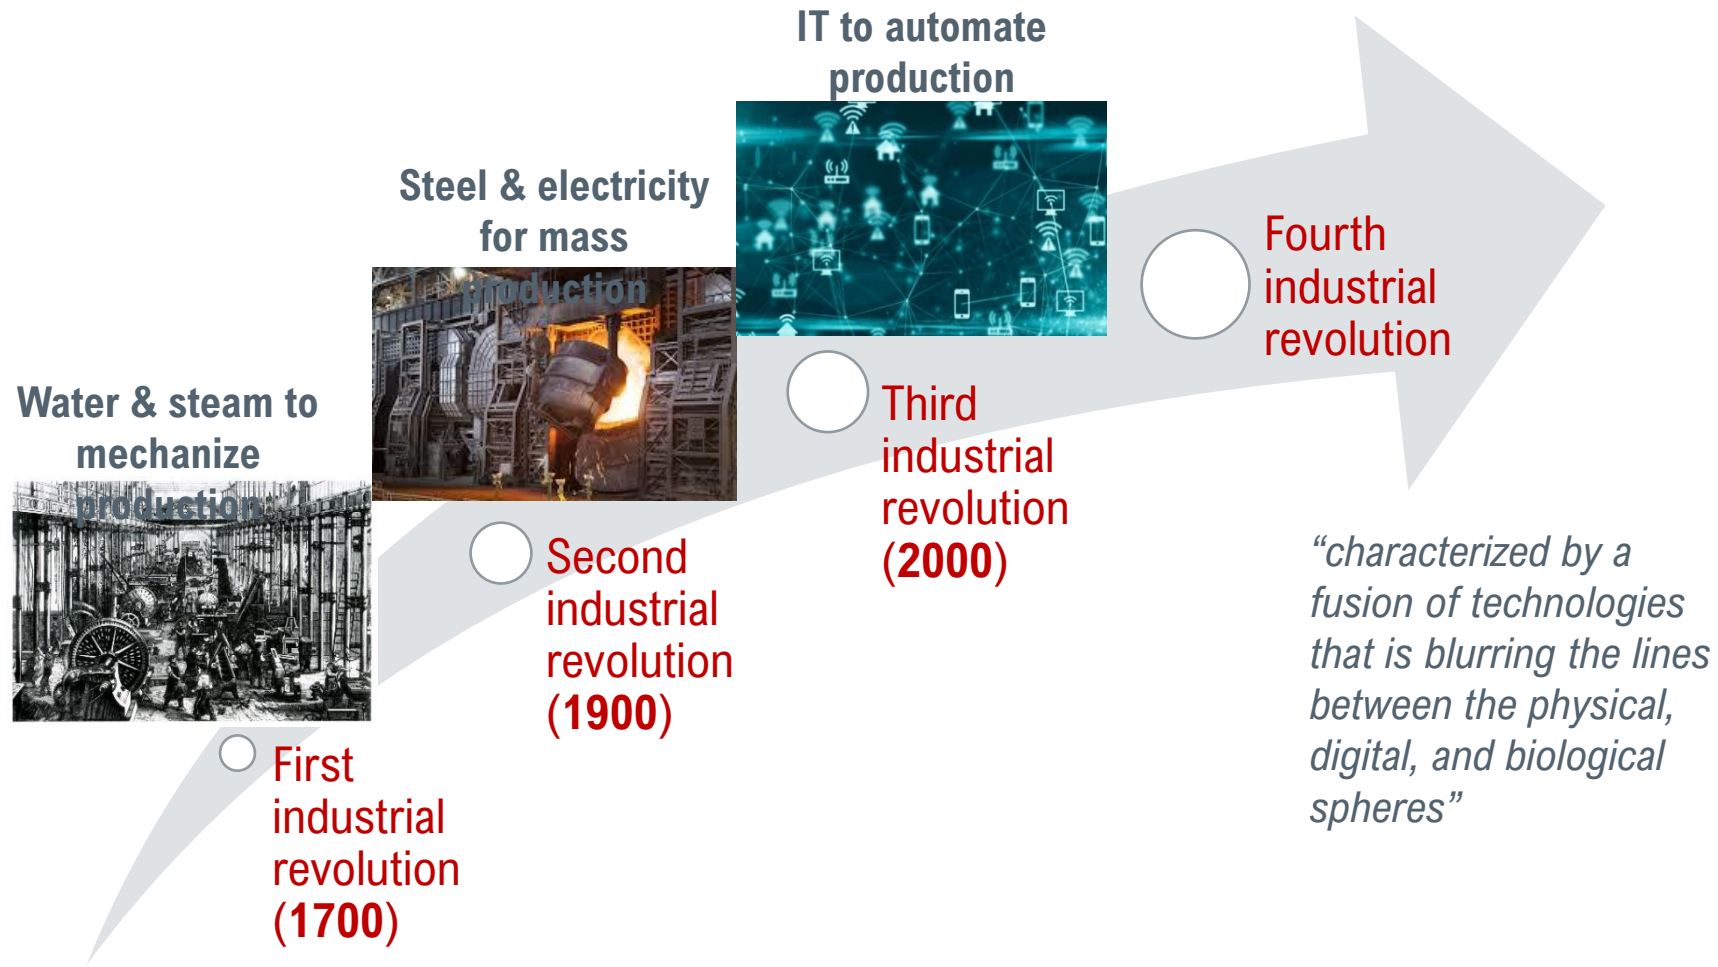 IT to automate
production
Steel & electricity
for mass
production
Water & steam to
mechanize
production
First
industrial
revolution
(1700)
Second
industrial
revolution
(1900)
Third
industrial
revolution
(2000)
Fourth
industrial
revolution
“characterized by a
fusion of technologies
that is blurring the lines
between the physical,
digital, and biological
spheres”